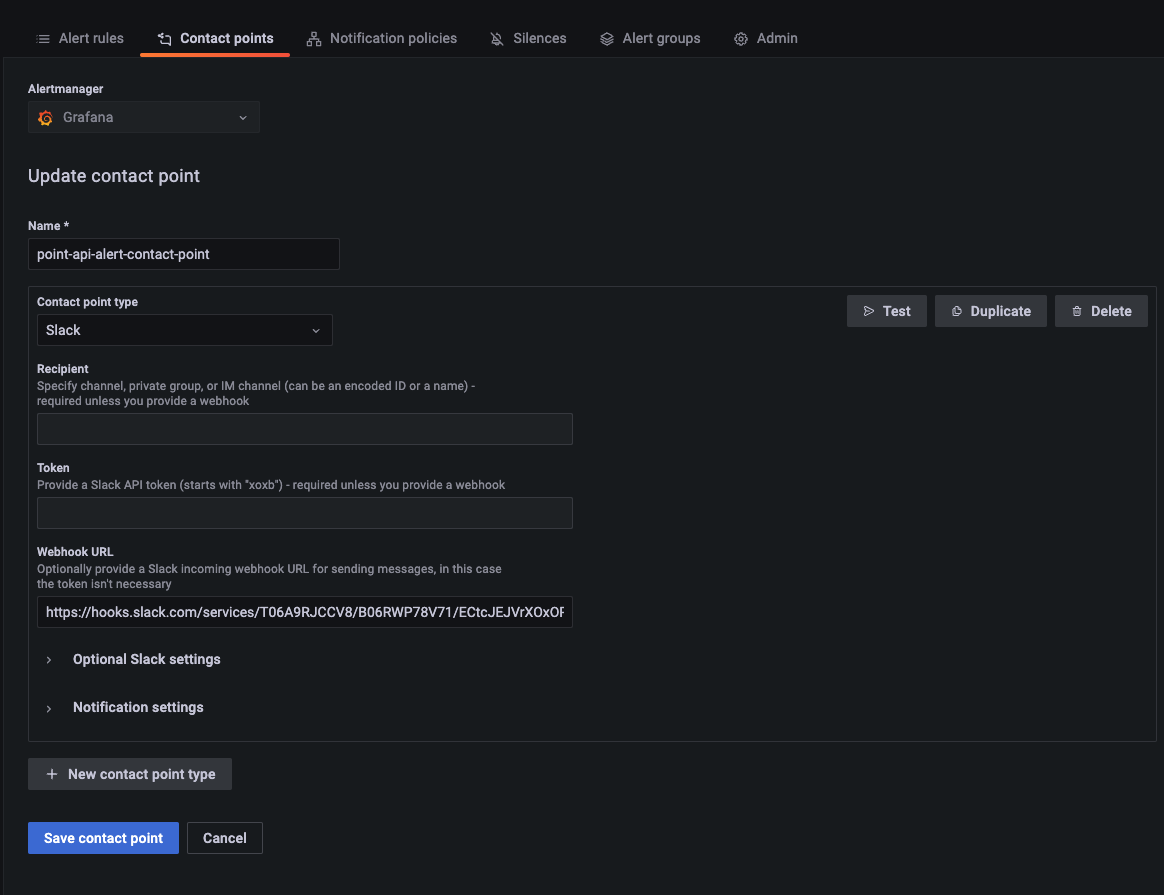 Alert rules Contact points Notification policies Silences Alert groups Admin
Alertmanager
Grafana
Update contact point
Name *
point-api-alert-contact-point
Contact point type
Test Duplicate Delete
Slack
Recipient
Specify channel, private group, or IM channel (can be an encoded ID or a name) -
required unless you provide a webhook
Token
Provide a Slack API token (starts with "xoxb") - required unless you provide a webhook
Webhook URL
Optionally provide a Slack incoming webhook URL for sending messages, in this case
the token isn't necessary
https://hooks.slack.com/services/T06A9RJCCV8/B06RWP78V71/ECtcJEJVrXOxOF
Optional Slack settings
Notification settings
+ New contact point type
Save contact point Cancel